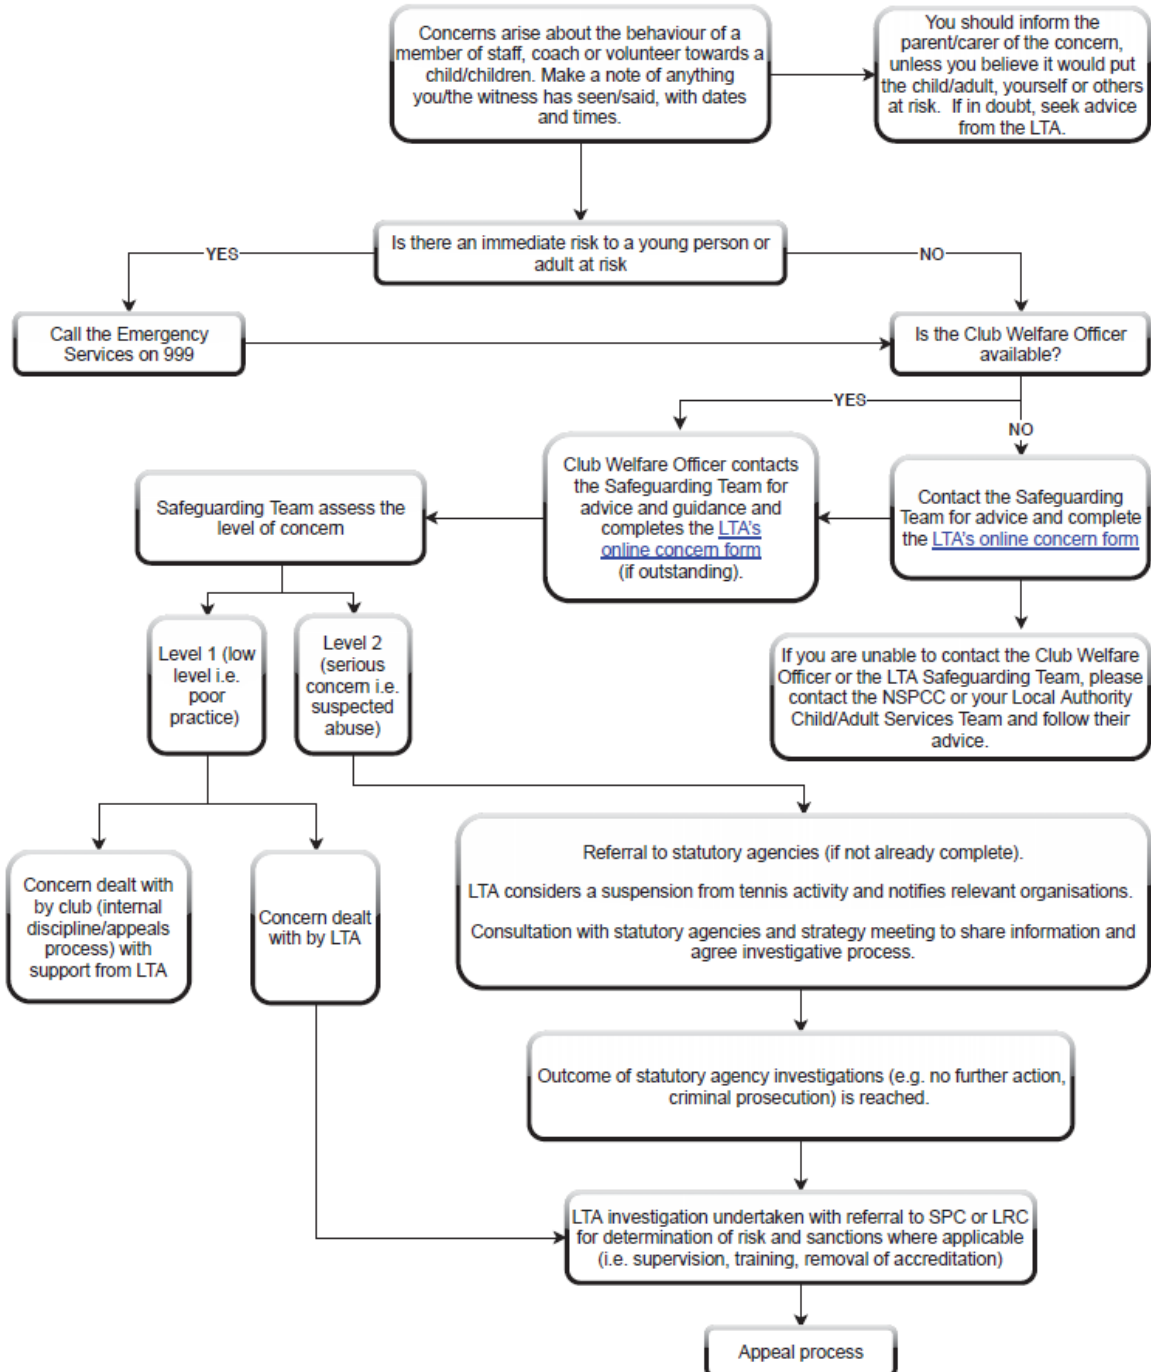 Concerns arise about the behaviour of a
member of staff, coach or volunteer towards a
child/children. Make a note of anything
you/the witness has seen/said, with dates
and times.
You should inform the
parent/carer of the concern,
unless you believe it would put
the child/adult, yourself or others
at risk. If in doubt, seek advice
from the LTA.
Is there an immediate risk to a young person or
adult at risk
YES
NO
Call the Emergency
Services on 999
Is the Club Welfare Officer
available?
YES
NO
Club Welfare Officer contacts
the Safeguarding Team for
advice and guidance and
completes the LTA's
online concern form
(if outstanding).
Contact the Safeguarding
Team for advice and complete
the LTA's online concern form
Safeguarding Team assess the
level of concern
Level 1 (low
level i.e.
poor
practice)
Level 2
(serious
concern i.e.
suspected
abuse)
If you are unable to contact the Club Welfare
Officer or the LTA Safeguarding Team, please
contact the NSPCC or your Local Authority
Child/Adult Services Team and follow their
advice.
Concern dealt with
by club (internal
discipline/appeals
process) with
support from LTA
Concern dealt
with by LTA
Referral to statutory agencies (if not already complete).
LTA considers a suspension from tennis activity and notifies relevant organisations.
Consultation with statutory agencies and strategy meeting to share information and
agree investigative process.
Outcome of statutory agency investigations (e.g. no further action,
criminal prosecution) is reached.
LTA investigation undertaken with referral to SPC or LRC
for determination of risk and sanctions where applicable
(i.e. supervision, training, removal of accreditation)
Appeal process